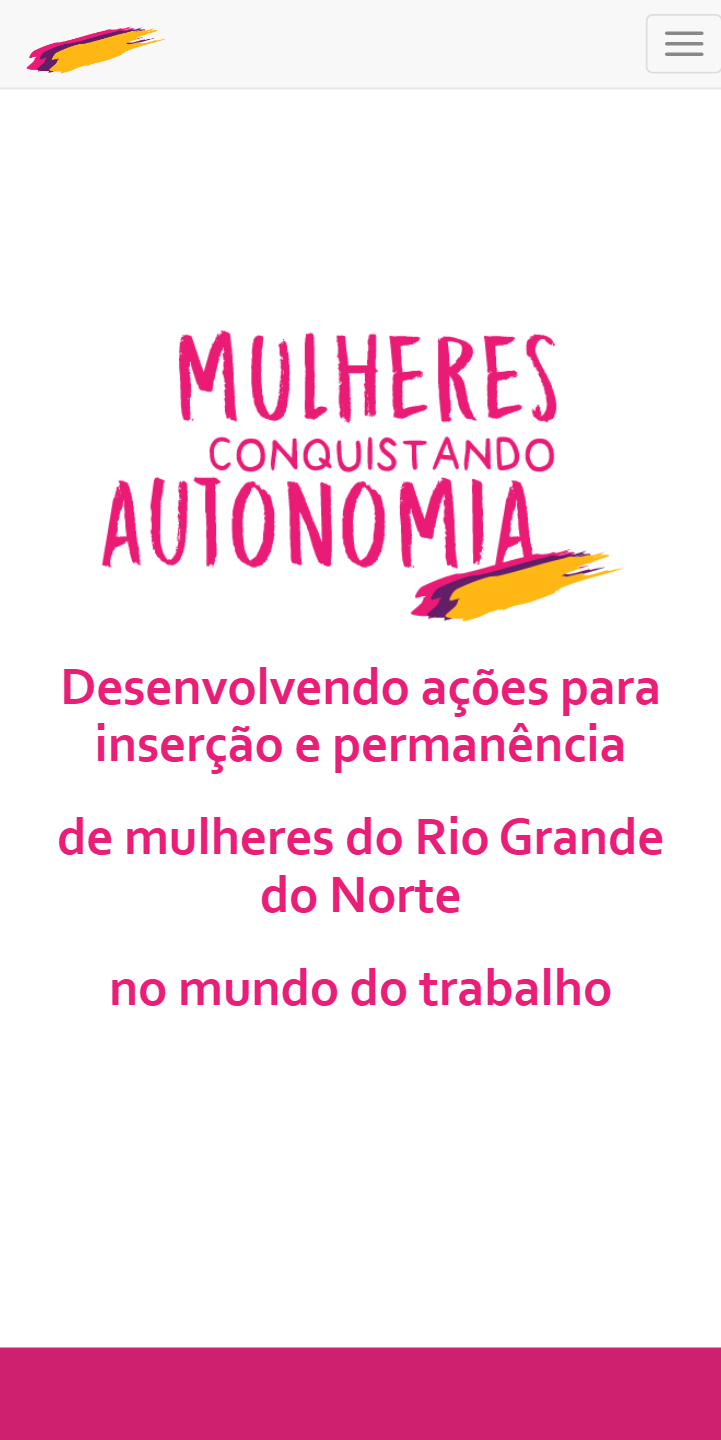 MULHERES
CONQUISTANDO
AUTONOMIA
Desenvolvendo ações para
inserção e permanência
de mulheres do Rio Grande
do Norte
no mundo do trabalho